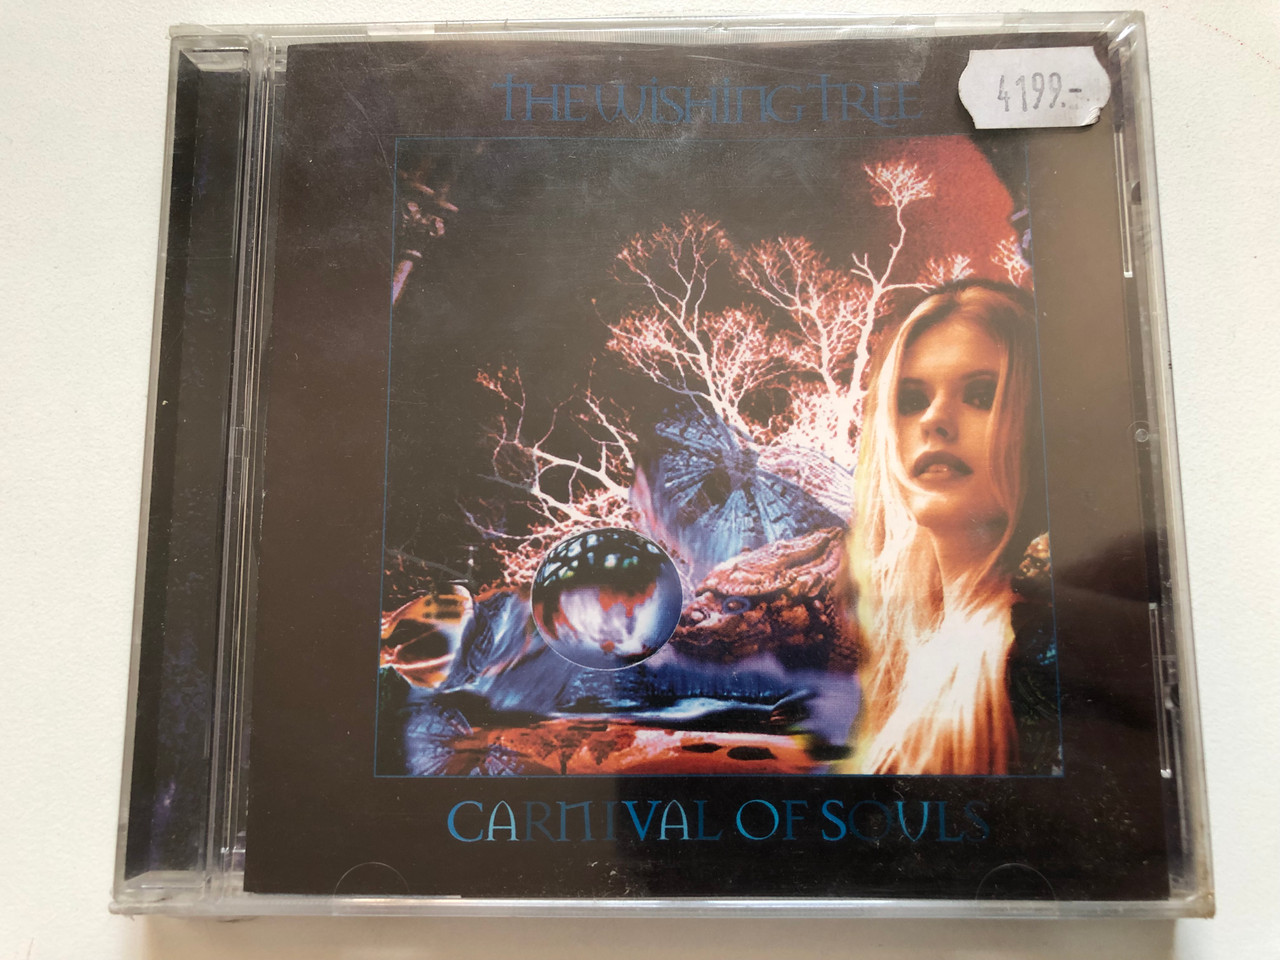 THE WISHING TREE
4199.-
CARNIVAL OF SOULS